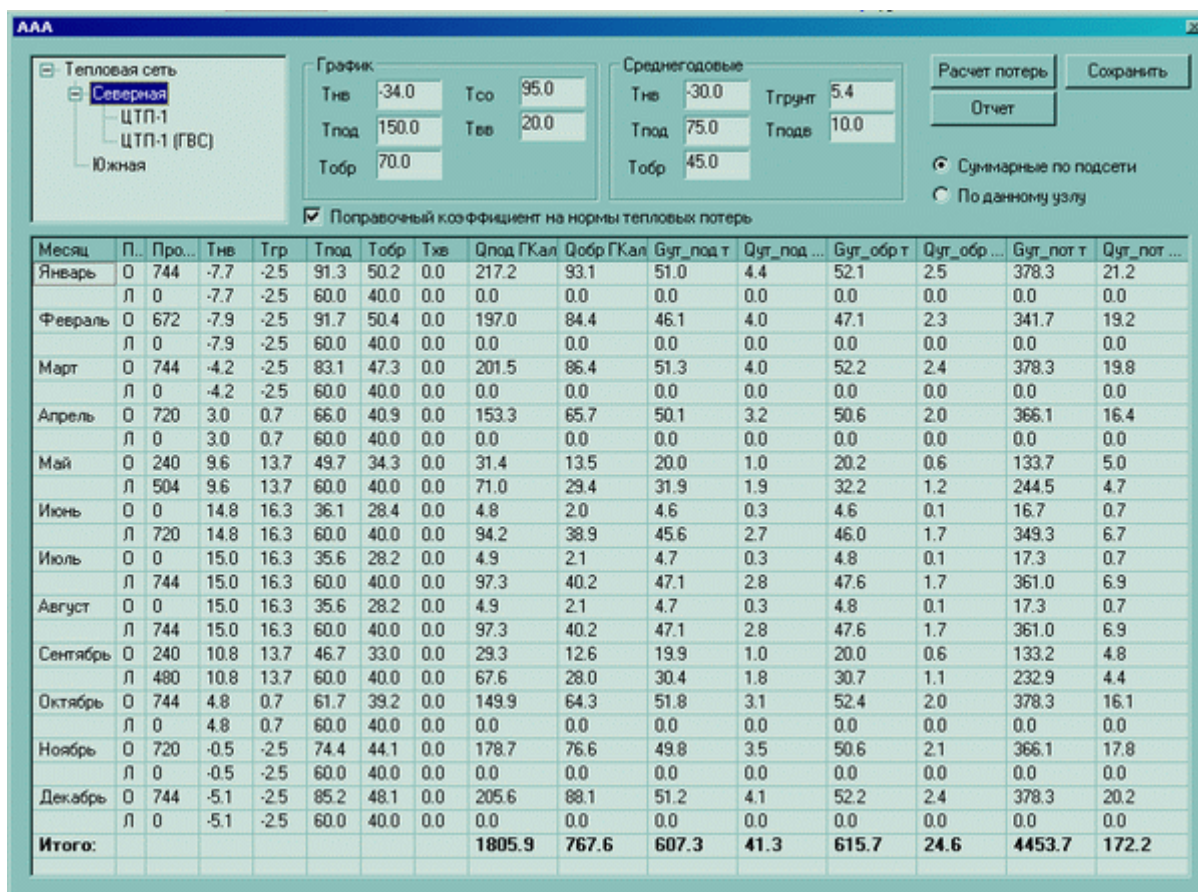 AAA
Тепловая сеть
Северная
ЦТП-1
ЦТП-1 (ГВС)
Южная
График
Тнв -34.0 Тсо 95.0
Тпод 150.0 Твв 20.0
Тобр 70.0
Среднегодовые
Тнв -30.0 Тгрунт 5.4
Тпод 75.0 Тподв 10.0
Тобр 45.0
Расчет потерь Сохранить
Отчет
Суммарные по подсети
По данному узлу
Поправочный коэффициент на нормы тепловых потерь
Месяц П... Про... Тнв Тгр Тпод Тобр Тхв Qпод ГКал Qобр ГКал Gут_под т Qут_под ... Gут_обр т Qут_обр ... Gут_пот т Qут_пот ...
Январь О 744 -7.7 -2.5 91.3 50.2 0.0 217.2 93.1 51.0 4.4 52.1 2.5 378.3 21.2
Л 0 -7.7 -2.5 60.0 40.0 0.0 0.0 0.0 0.0 0.0 0.0 0.0 0.0 0.0
Февраль О 672 -7.9 -2.5 91.7 50.4 0.0 197.0 84.4 46.1 4.0 47.1 2.3 341.7 19.2
Л 0 -7.9 -2.5 60.0 40.0 0.0 0.0 0.0 0.0 0.0 0.0 0.0 0.0 0.0
Март О 744 -4.2 -2.5 83.1 47.3 0.0 201.5 86.4 51.3 4.0 52.2 2.4 378.3 19.8
Л 0 -4.2 -2.5 60.0 40.0 0.0 0.0 0.0 0.0 0.0 0.0 0.0 0.0 0.0
Апрель О 720 3.0 0.7 66.0 40.9 0.0 153.3 65.7 50.1 3.2 50.6 2.0 366.1 16.4
Л 0 3.0 0.7 60.0 40.0 0.0 0.0 0.0 0.0 0.0 0.0 0.0 0.0 0.0
Май О 240 9.6 13.7 49.7 34.3 0.0 31.4 13.5 20.0 1.0 20.2 0.6 133.7 5.0
Л 504 9.6 13.7 60.0 40.0 0.0 71.0 29.4 31.9 1.9 32.2 1.2 244.5 4.7
Июнь О 0 14.8 16.3 36.1 28.4 0.0 4.8 2.0 4.6 0.3 4.6 0.1 16.7 0.7
Л 720 14.8 16.3 60.0 40.0 0.0 94.2 38.9 45.6 2.7 46.0 1.7 349.3 6.7
Июль О 0 15.0 16.3 35.6 28.2 0.0 4.9 2.1 4.7 0.3 4.8 0.1 17.3 0.7
Л 744 15.0 16.3 60.0 40.0 0.0 97.3 40.2 47.1 2.8 47.6 1.7 361.0 6.9
Август О 0 15.0 16.3 35.6 28.2 0.0 4.9 2.1 4.7 0.3 4.8 0.1 17.3 0.7
Л 744 15.0 16.3 60.0 40.0 0.0 97.3 40.2 47.1 2.8 47.6 1.7 361.0 6.9
Сентябрь О 240 10.8 13.7 46.7 33.0 0.0 29.3 12.6 19.9 1.0 20.0 0.6 133.2 4.8
Л 480 10.8 13.7 60.0 40.0 0.0 67.6 28.0 30.4 1.8 30.7 1.1 232.9 4.4
Октябрь О 744 4.8 0.7 61.7 39.2 0.0 149.9 64.3 51.8 3.1 52.4 2.0 378.3 16.1
Л 0 4.8 0.7 60.0 40.0 0.0 0.0 0.0 0.0 0.0 0.0 0.0 0.0 0.0
Ноябрь О 720 -0.5 -2.5 74.4 44.1 0.0 178.7 76.6 49.8 3.5 50.6 2.1 366.1 17.8
Л 0 -0.5 -2.5 60.0 40.0 0.0 0.0 0.0 0.0 0.0 0.0 0.0 0.0 0.0
Декабрь О 744 -5.1 -2.5 85.2 48.1 0.0 205.6 88.1 51.2 4.1 52.2 2.4 378.3 20.2
Л 0 -5.1 -2.5 60.0 40.0 0.0 0.0 0.0 0.0 0.0 0.0 0.0 0.0 0.0
Итого: 1805.9 767.6 607.3 41.3 615.7 24.6 4453.7 172.2